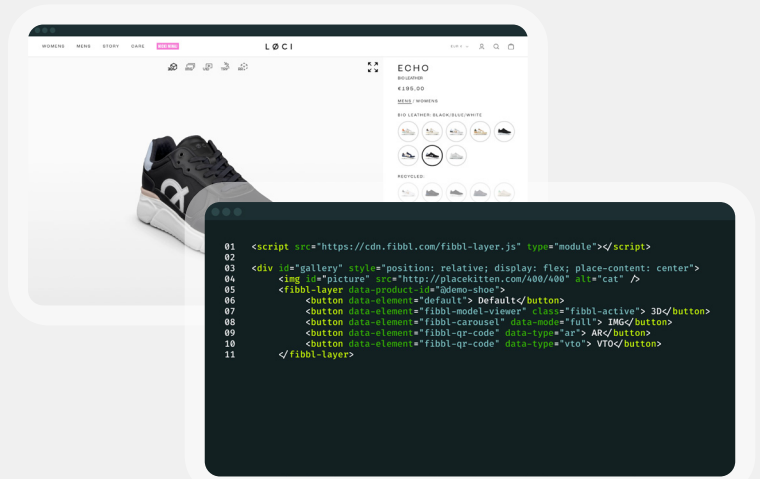 WOMENS MENS STORY CARE
LØCI
EUR €
ECHO
BIO LEATHER
€195,00
MENS / WOMENS
BIO LEATHER: BLACK/BLUE/WHITE
RECYCLED:
01 <script src="https://cdn.fibbl.com/fibbl-layer.js" type="module"></script>
02
03 <div id="gallery" style="position: relative; display: flex; place-content: center">
04 <img id="picture" src="http://placekitten.com/400/400" alt="cat" />
05 <fibbl-layer data-product-id="@demo-shoe">
06 <button data-element="default"> Default</button>
07 <button data-element="fibbl-model-viewer" class="fibbl-active"> 3D</button>
08 <button data-element="fibbl-carousel" data-mode="full"> IMG</button>
09 <button data-element="fibbl-qr-code" data-type="ar"> AR</button>
10 <button data-element="fibbl-qr-code" data-type="vto"> VTO</button>
11 </fibbl-layer>